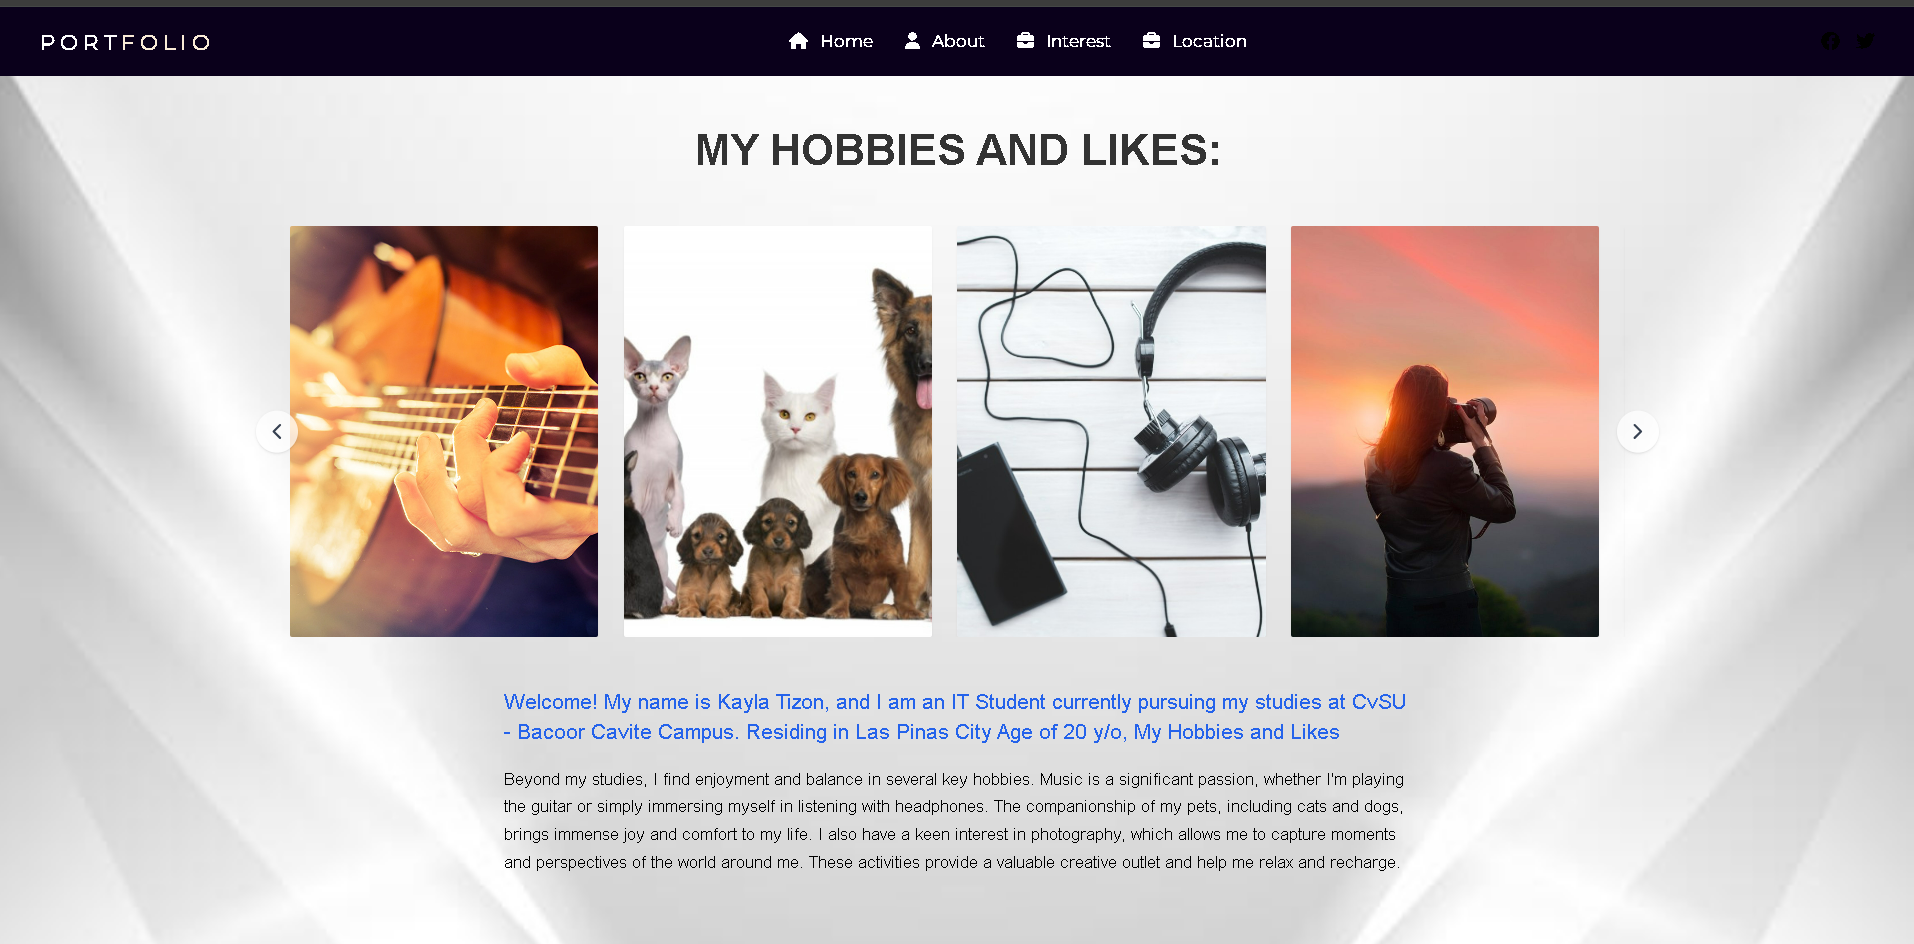 PORTFOLIO
Home About Interest Location
MY HOBBIES AND LIKES:
Welcome! My name is Kayla Tizon, and I am an IT Student currently pursuing my studies at CvSU
- Bacoor Cavite Campus. Residing in Las Pinas City Age of 20 y/o, My Hobbies and Likes
Beyond my studies, I find enjoyment and balance in several key hobbies. Music is a significant passion, whether I'm playing
the guitar or simply immersing myself in listening with headphones. The companionship of my pets, including cats and dogs,
brings immense joy and comfort to my life. I also have a keen interest in photography, which allows me to capture moments
and perspectives of the world around me. These activities provide a valuable creative outlet and help me relax and recharge.